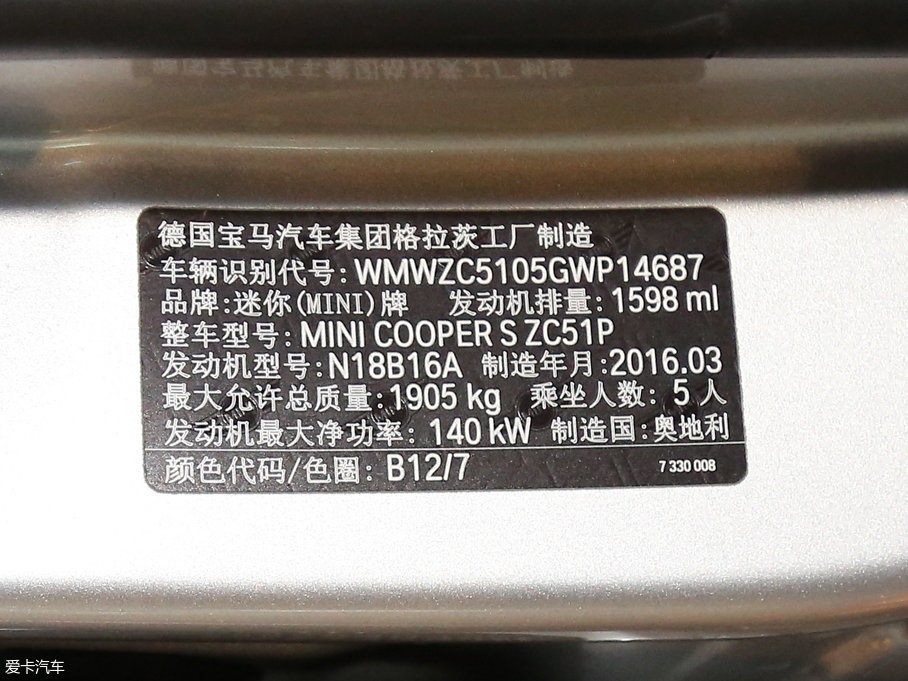 德国宝马汽车集团格拉茨工厂制造
车辆识别代号: WMWZC5105GWP14687
品牌: 迷你(MINI)牌 发动机排量: 1598 ml
整车型号: MINI COOPER S ZC51P
发动机型号: N18B16A 制造年月: 2016.03
最大允许总质量: 1905 kg 乘坐人数: 5 人
发动机最大净功率: 140 kW 制造国: 奥地利
颜色代码/色圈: B12/7 7 330 008
爱卡汽车